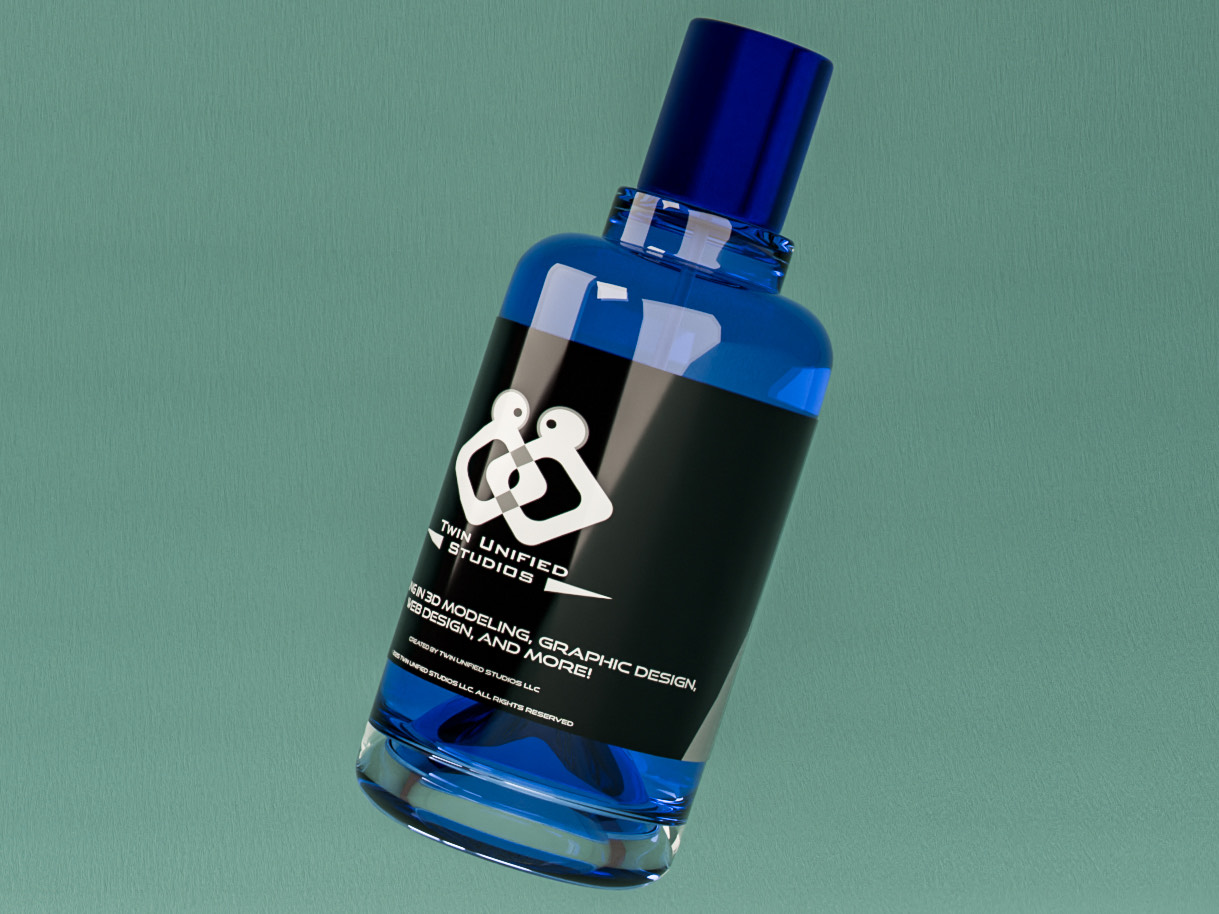 Twin Unified
Studios
IN 3D MODELING, GRAPHIC DESIGN,
WEB DESIGN, AND MORE!
CREATED BY TWIN UNIFIED STUDIOS LLC
TWIN UNIFIED STUDIOS LLC. ALL RIGHTS RESERVED